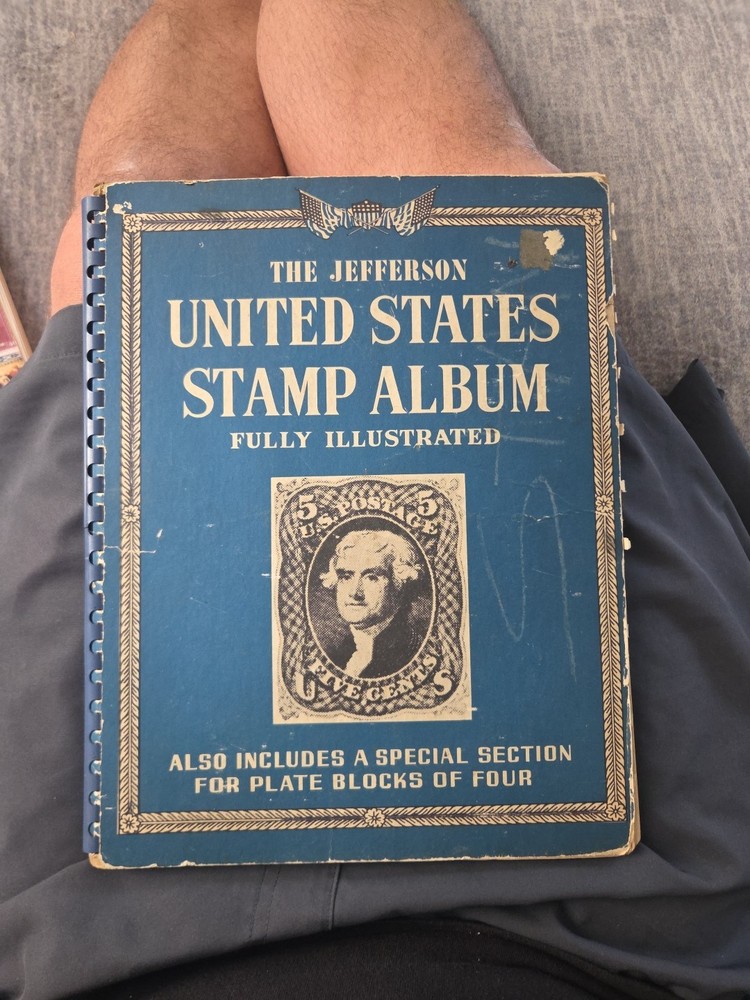 THE JEFFERSON
UNITED STATES
STAMP ALBUM
FULLY ILLUSTRATED
5 5
U.S. POSTAGE
FIVE CENTS
U S
ALSO INCLUDES A SPECIAL SECTION
FOR PLATE BLOCKS OF FOUR